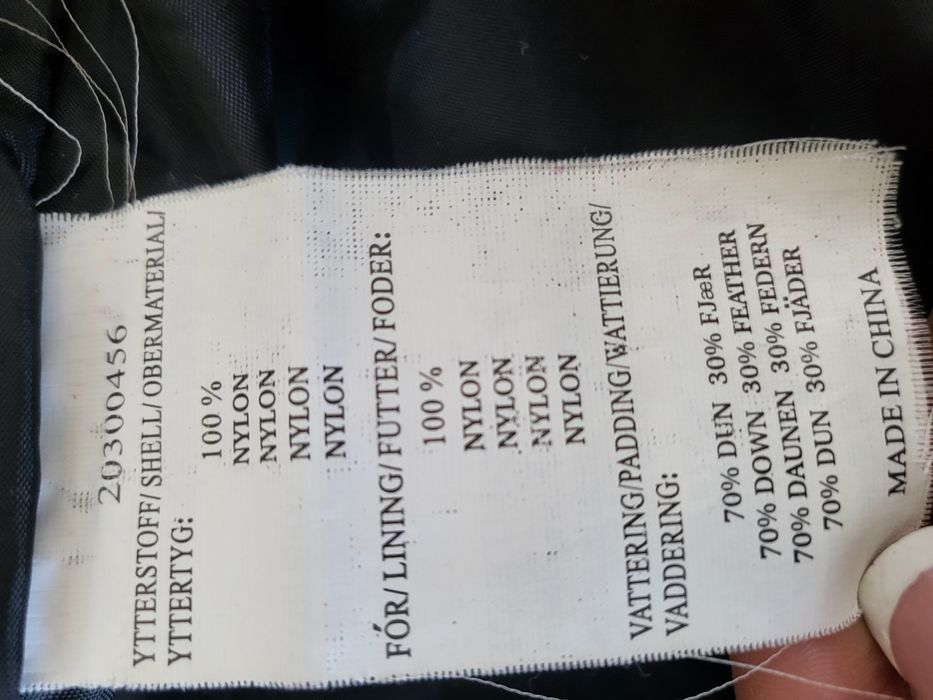 20300456
YTTERSTOFF/ SHELL/ OBERMATERIAL/
YTTERTYG:
100 %
NYLON
NYLON
NYLON
NYLON
FÓR/ LINING/ FUTTER/ FODER:
100 %
NYLON
NYLON
NYLON
NYLON
VATTERING/PADDING/WATTIERUNG/
VADDERING:
70% DUN 30% FJæR
70% DOWN 30% FEATHER
70% DAUNEN 30% FEDERN
70% DUN 30% FJÄDER
MADE IN CHINA